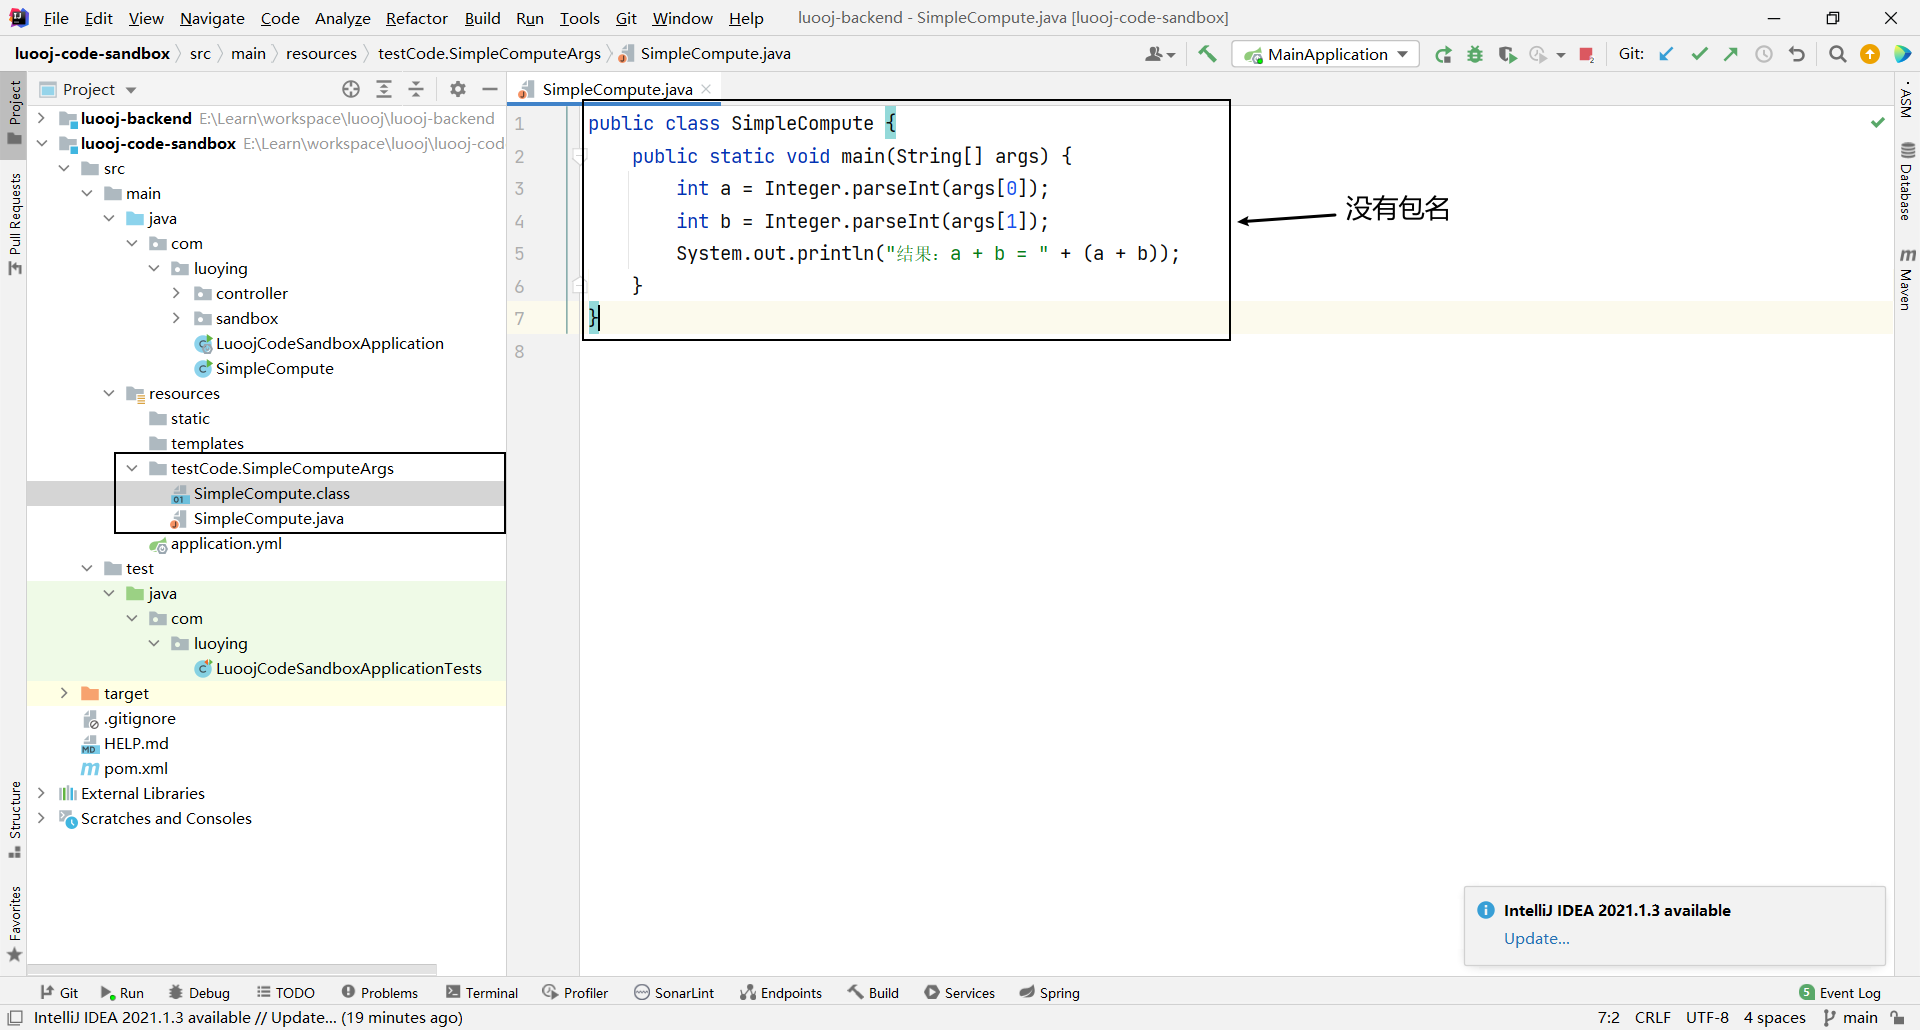 File Edit View Navigate Code Analyze Refactor Build Run Tools Git Window Help luooj-backend - SimpleCompute.java [luooj-code-sandbox]
luooj-code-sandbox src main resources testCode.SimpleComputeArgs SimpleCompute.java MainApplication Git:
Project
SimpleCompute.java
luooj-backend E:\Learn\workspace\luooj\luooj-backend
luooj-code-sandbox E:\Learn\workspace\luooj\luooj-cod
src
main
java
com
luoying
controller
sandbox
LuoojCodeSandboxApplication
SimpleCompute
resources
static
templates
testCode.SimpleComputeArgs
SimpleCompute.class
SimpleCompute.java
application.yml
test
java
com
luoying
LuoojCodeSandboxApplicationTests
target
.gitignore
HELP.md
pom.xml
External Libraries
Scratches and Consoles
Project
Pull Requests
Structure
Favorites
1 public class SimpleCompute {
2 public static void main(String[] args) {
3 int a = Integer.parseInt(args[0]);
4 int b = Integer.parseInt(args[1]);
5 System.out.println("结果：a + b = " + (a + b));
6 }
7 }
8
没有包名
ASM
Database
Maven
IntelliJ IDEA 2021.1.3 available
Update...
Git Run Debug TODO Problems Terminal Profiler SonarLint Endpoints Build Services Spring 5 Event Log
IntelliJ IDEA 2021.1.3 available // Update... (19 minutes ago) 7:2 CRLF UTF-8 4 spaces main